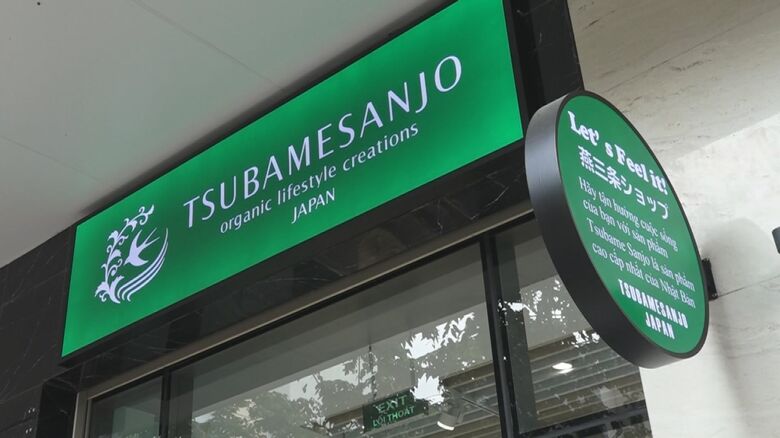 TSUBAMESANJO
organic lifestyle creations
JAPAN
Let's Feel it!
燕三条ショップ
Hãy tận hưởng cuộc sống
của bạn với sản phẩm
Tsubame Sanjo là sản phẩm
cao cấp nhất của Nhật Bản
TSUBAMESANJO
JAPAN
EXIT
LỐI THOÁT